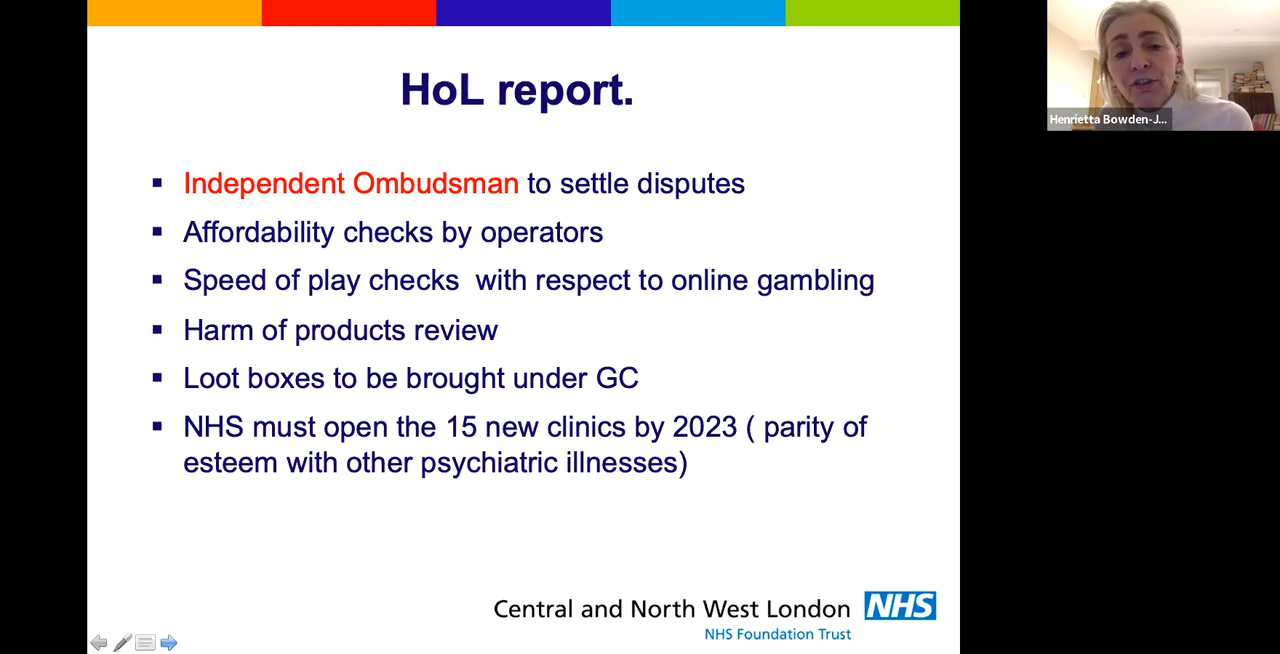 HoL report.
Henrietta Bowden-J...
▪ Independent Ombudsman to settle disputes
▪ Affordability checks by operators
▪ Speed of play checks  with respect to online gambling
▪ Harm of products review
▪ Loot boxes to be brought under GC
▪ NHS must open the 15 new clinics by 2023 ( parity of
esteem with other psychiatric illnesses)
Central and North West London NHS
NHS Foundation Trust